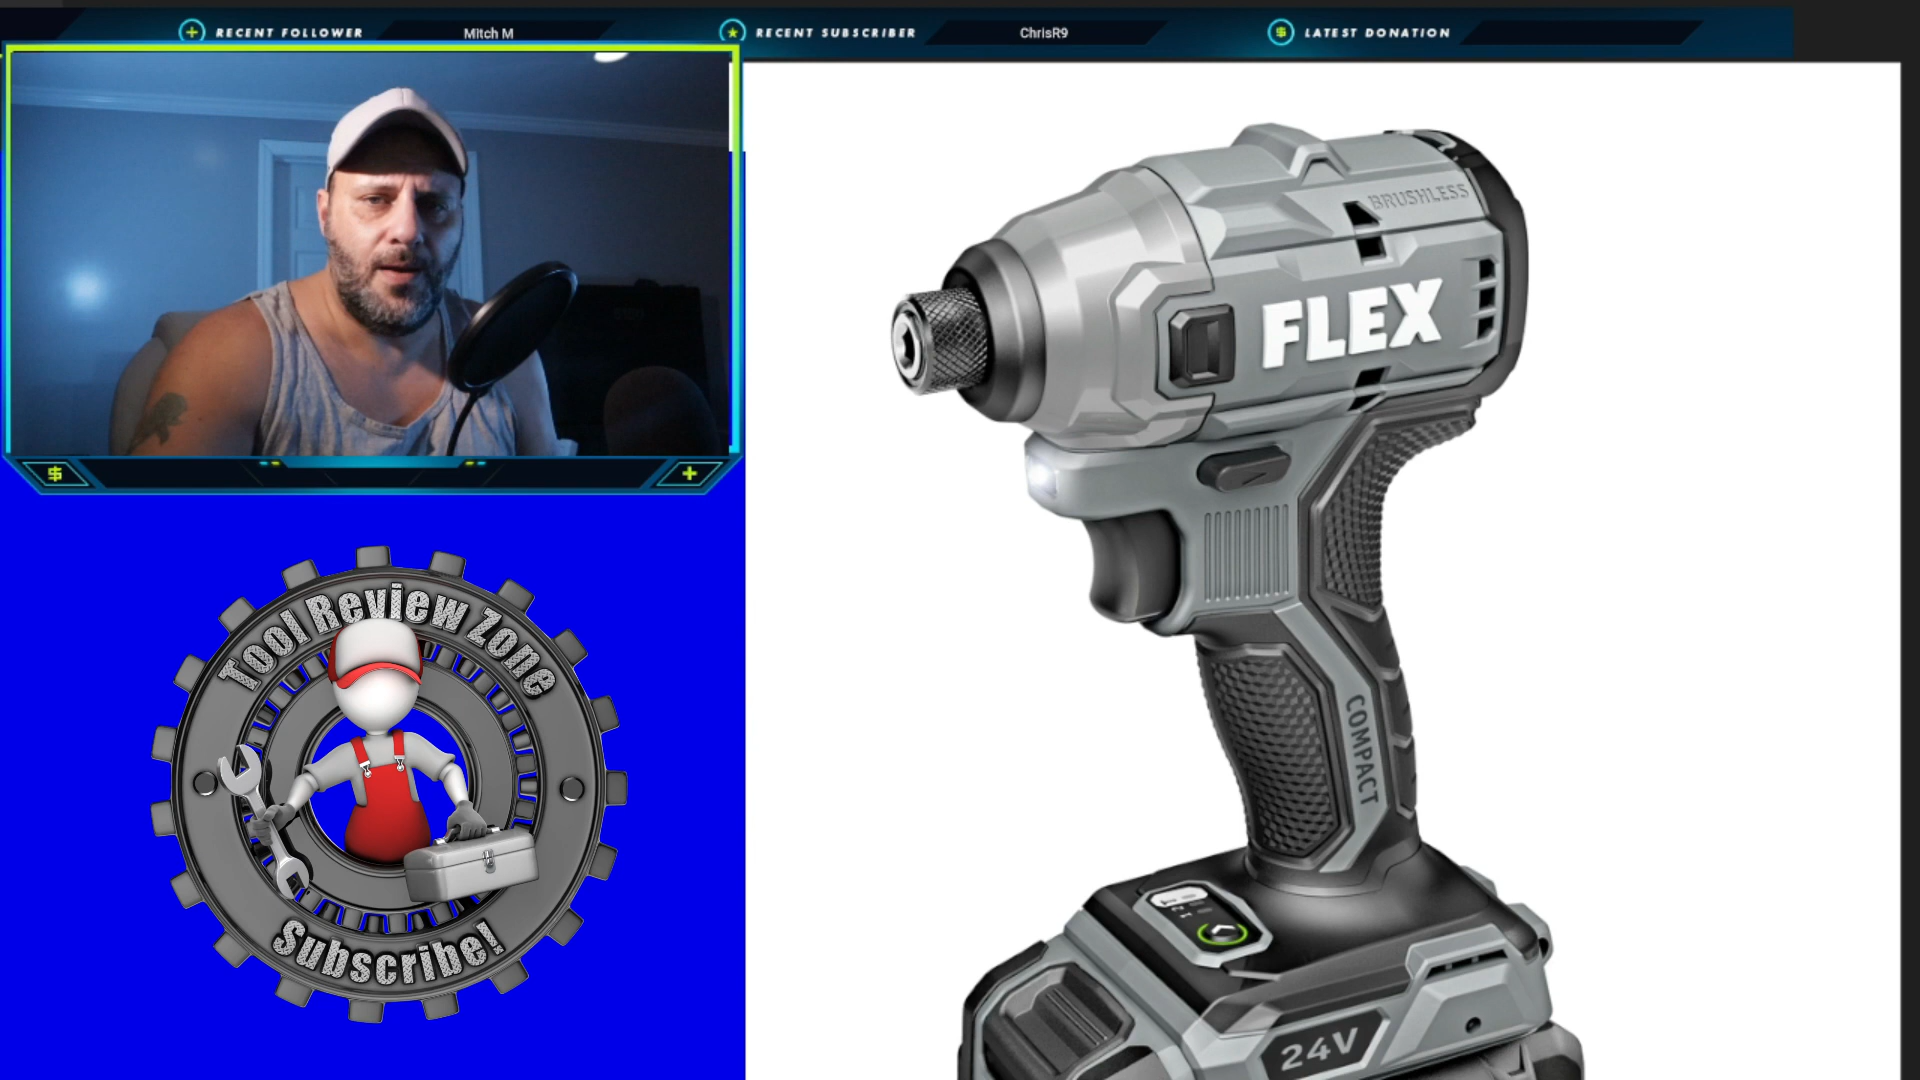 RECENT FOLLOWER
Mitch M
RECENT SUBSCRIBER
ChrisR9
LATEST DONATION
BRUSHLESS
FLEX
Tool Review Zone
COMPACT
Subscribe!
24V